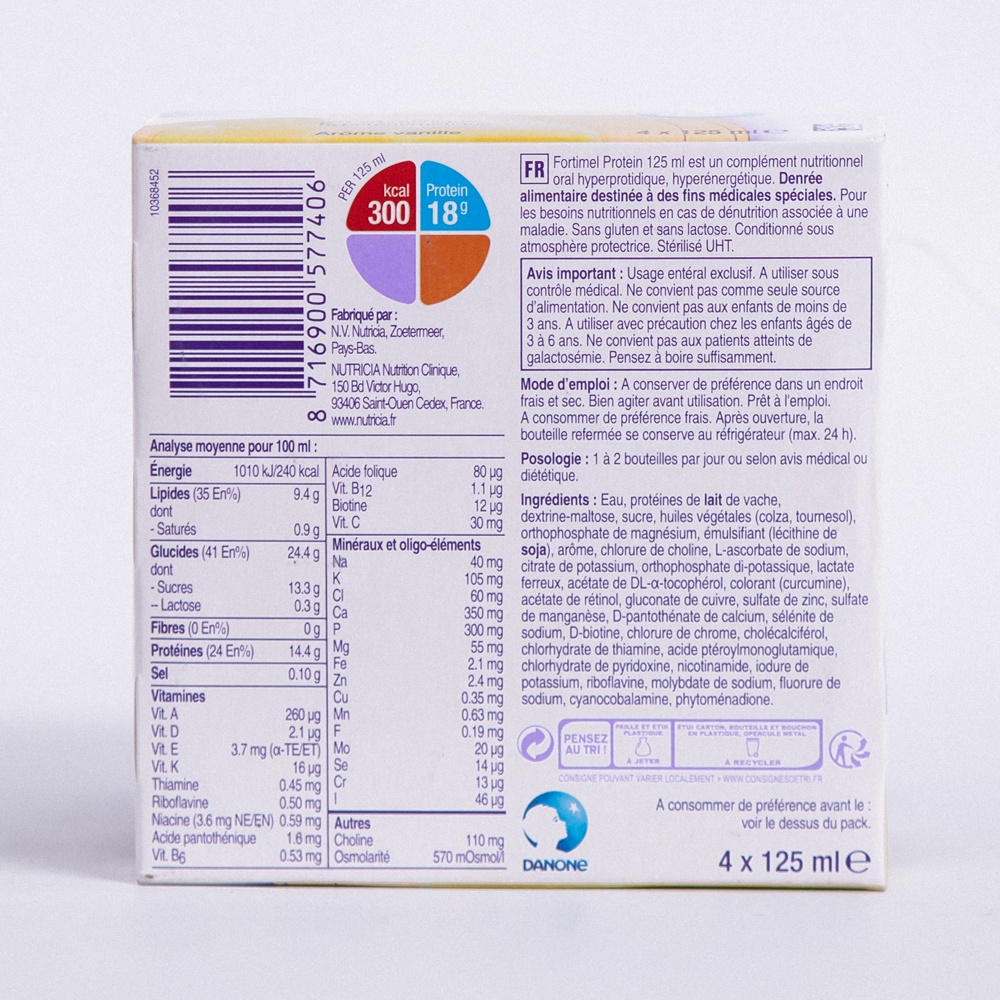 Arôme vanille
4 x 125 ml e
10368452
8 716900 577406
PER 125 ml
kcal
300
Protein
18 g
Fabriqué par :
N.V. Nutricia, Zoetermeer,
Pays-Bas.
NUTRICIA Nutrition Clinique,
150 Bd Victor Hugo,
93406 Saint-Ouen Cedex, France.
www.nutricia.fr
Analyse moyenne pour 100 ml :
Énergie 1010 kJ/240 kcal
Lipides (35 En%) 9.4 g
dont
- Saturés 0.9 g
Glucides (41 En%) 24.4 g
dont
- Sucres 13.3 g
-- Lactose 0.3 g
Fibres (0 En%) 0 g
Protéines (24 En%) 14.4 g
Sel 0.10 g
Vitamines
Vit. A 260 µg
Vit. D 2.1 µg
Vit. E 3.7 mg (α-TE/ET)
Vit. K 16 µg
Thiamine 0.45 mg
Riboflavine 0.50 mg
Niacine (3.6 mg NE/EN) 0.59 mg
Acide pantothénique 1.6 mg
Vit. B6 0.53 mg
Acide folique 80 µg
Vit. B12 1.1 µg
Biotine 12 µg
Vit. C 30 mg
Minéraux et oligo-éléments
Na 40 mg
K 105 mg
Cl 60 mg
Ca 350 mg
P 300 mg
Mg 55 mg
Fe 2.1 mg
Zn 2.4 mg
Cu 0.35 mg
Mn 0.63 mg
F 0.19 mg
Mo 20 µg
Se 14 µg
Cr 13 µg
I 46 µg
Autres
Choline 110 mg
Osmolarité 570 mOsmol/l
FR Fortimel Protein 125 ml est un complément nutritionnel
oral hyperprotidique, hyperénergétique. Denrée
alimentaire destinée à des fins médicales spéciales. Pour
les besoins nutritionnels en cas de dénutrition associée à une
maladie. Sans gluten et sans lactose. Conditionné sous
atmosphère protectrice. Stérilisé UHT.
Avis important : Usage entéral exclusif. A utiliser sous
contrôle médical. Ne convient pas comme seule source
d'alimentation. Ne convient pas aux enfants de moins de
3 ans. A utiliser avec précaution chez les enfants âgés de
3 à 6 ans. Ne convient pas aux patients atteints de
galactosémie. Pensez à boire suffisamment.
Mode d'emploi : A conserver de préférence dans un endroit
frais et sec. Bien agiter avant utilisation. Prêt à l'emploi.
A consommer de préférence frais. Après ouverture, la
bouteille refermée se conserve au réfrigérateur (max. 24 h).
Posologie : 1 à 2 bouteilles par jour ou selon avis médical ou
diététique.
Ingrédients : Eau, protéines de lait de vache,
dextrine-maltose, sucre, huiles végétales (colza, tournesol),
orthophosphate de magnésium, émulsifiant (lécithine de
soja), arôme, chlorure de choline, L-ascorbate de sodium,
citrate de potassium, orthophosphate di-potassique, lactate
ferreux, acétate de DL-α-tocophérol, colorant (curcumine),
acétate de rétinol, gluconate de cuivre, sulfate de zinc, sulfate
de manganèse, D-pantothénate de calcium, sélénite de
sodium, D-biotine, chlorure de chrome, cholécalciférol,
chlorhydrate de thiamine, acide ptéroylmonoglutamique,
chlorhydrate de pyridoxine, nicotinamide, iodure de
potassium, riboflavine, molybdate de sodium, fluorure de
sodium, cyanocobalamine, phytoménadione.
PENSEZ
AU TRI !
PAILLE ET ÉTUI
PLASTIQUE
À JETER
ÉTUI CARTON, BOUTEILLE ET BOUCHON
EN PLASTIQUE, OPERCULE MÉTAL
À RECYCLER
CONSIGNE POUVANT VARIER LOCALEMENT > WWW.CONSIGNESDETRI.FR
A consommer de préférence avant le :
voir le dessus du pack.
DANONE
4 x 125 ml e